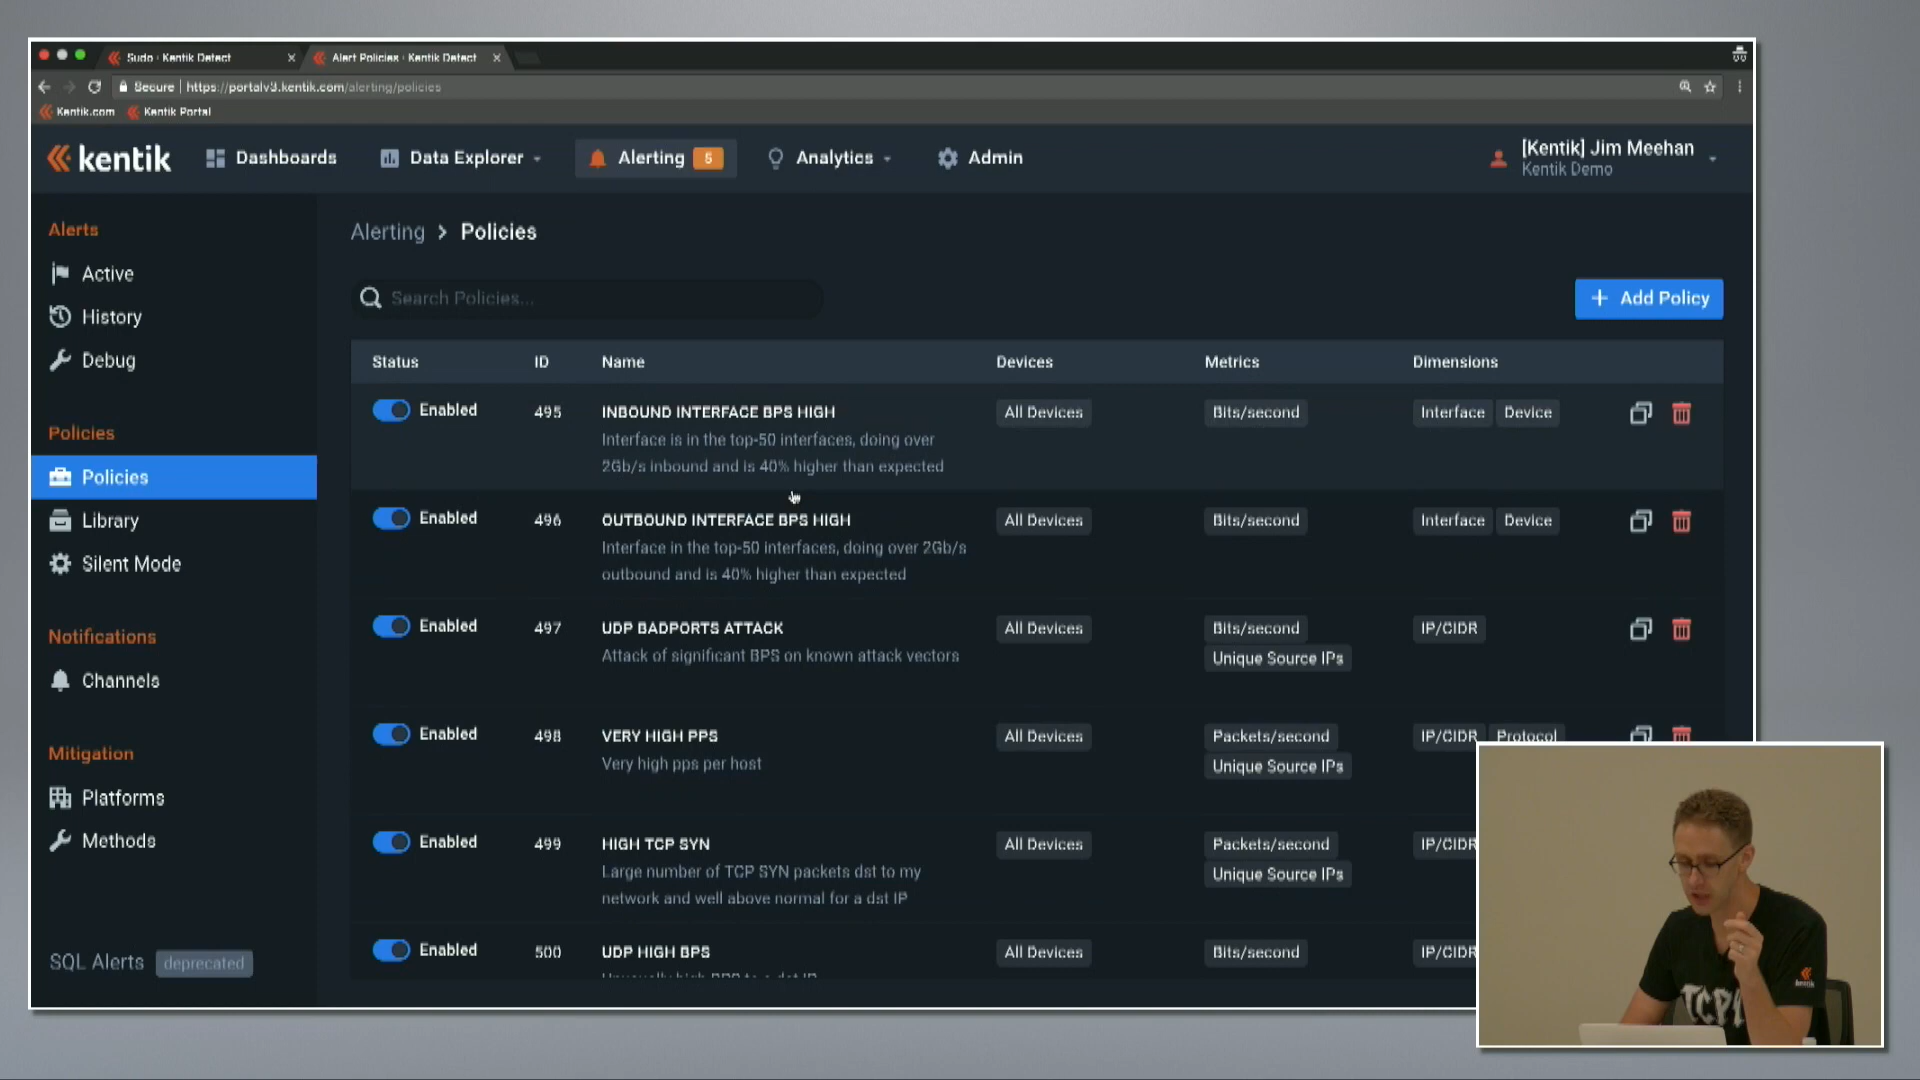 Sudo · Kentik Detect
Alert Policies · Kentik Detect
Secure | https://portalv3.kentik.com/alerting/policies
Kentik.com Kentik Portal
kentik Dashboards Data Explorer Alerting 5 Analytics Admin
[Kentik] Jim Meehan
Kentik Demo
Alerts
Active
History
Debug
Policies
Policies
Library
Silent Mode
Notifications
Channels
Mitigation
Platforms
Methods
SQL Alerts deprecated
Alerting > Policies
Search Policies...
+ Add Policy
Status ID Name Devices Metrics Dimensions
Enabled 495 INBOUND INTERFACE BPS HIGH All Devices Bits/second Interface Device
Interface is in the top-50 interfaces, doing over
2Gb/s inbound and is 40% higher than expected
Enabled 496 OUTBOUND INTERFACE BPS HIGH All Devices Bits/second Interface Device
Interface in the top-50 interfaces, doing over 2Gb/s
outbound and is 40% higher than expected
Enabled 497 UDP BADPORTS ATTACK All Devices Bits/second IP/CIDR
Attack of significant BPS on known attack vectors Unique Source IPs
Enabled 498 VERY HIGH PPS All Devices Packets/second IP/CIDR Protocol
Very high pps per host Unique Source IPs
Enabled 499 HIGH TCP SYN All Devices Packets/second IP/CIDR
Large number of TCP SYN packets dst to my Unique Source IPs
network and well above normal for a dst IP
Enabled 500 UDP HIGH BPS All Devices Bits/second IP/CIDR
kentik